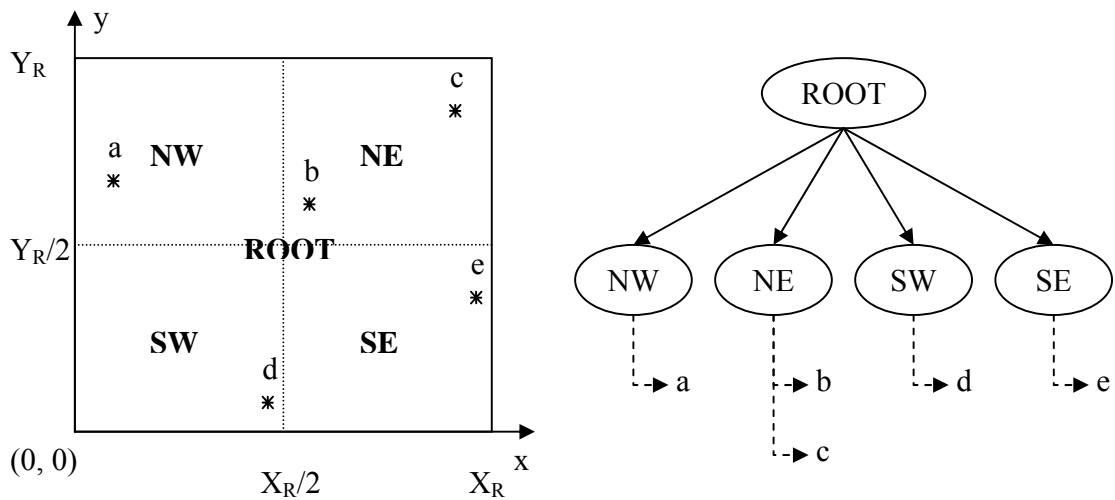 y
Y_R
c
a
NW
NE
b
Y_R/2
ROOT
e
SW
SE
d
(0, 0)
x
X_R/2
X_R
ROOT
NW
NE
SW
SE
a
b
d
e
c